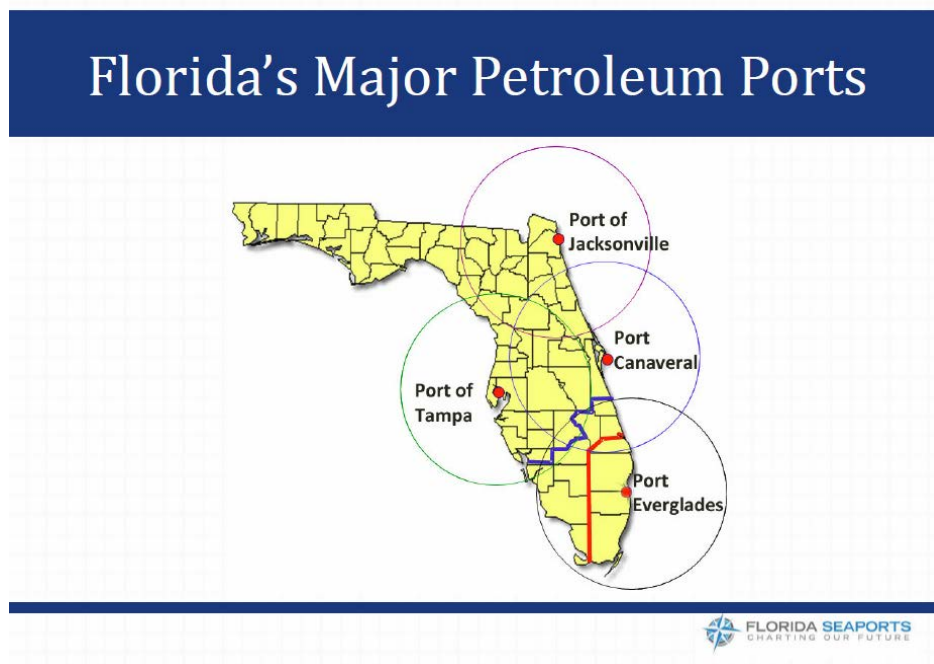 Florida's Major Petroleum Ports
Port of
Jacksonville
Port
Canaveral
Port of
Tampa
Port
Everglades
FLORIDA SEAPORTS
CHARTING OUR FUTURE